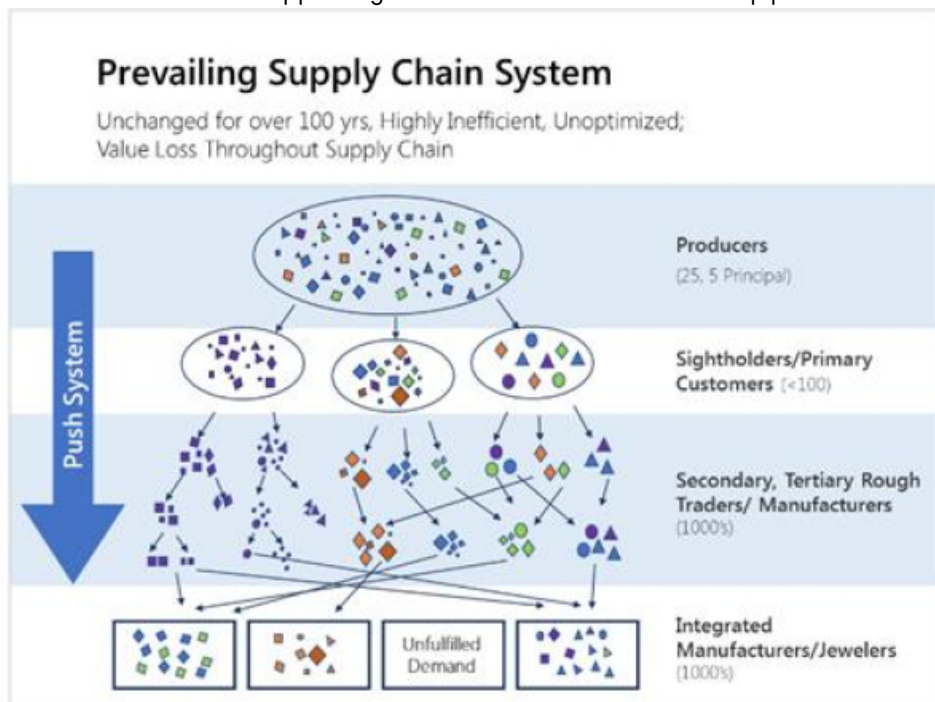 Prevailing Supply Chain System
Unchanged for over 100 yrs, Highly Inefficient, Unoptimized;
Value Loss Throughout Supply Chain
Push System
Producers
(25, 5 Principal)
Sightholders/Primary
Customers (<100)
Secondary, Tertiary Rough
Traders/ Manufacturers
(1000's)
Unfulfilled
Demand
Integrated
Manufacturers/Jewelers
(1000's)